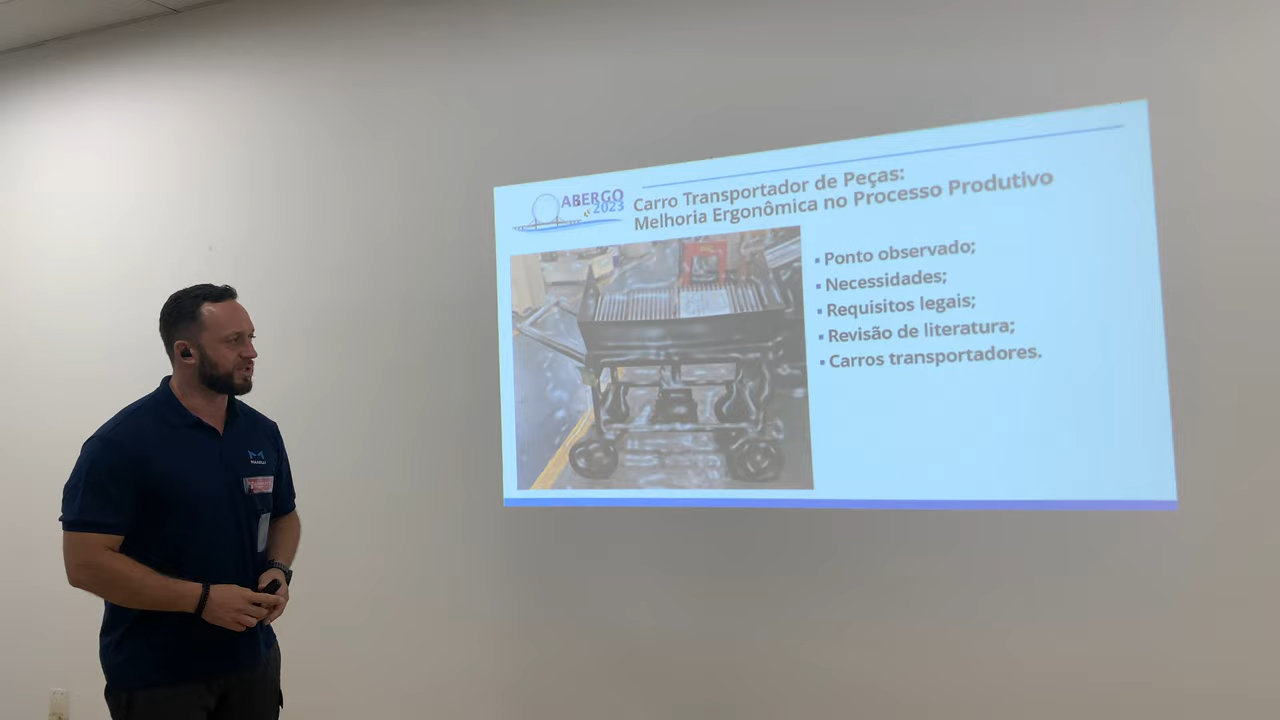 ABERGO
2023
Carro Transportador de Peças:
Melhoria Ergonômica no Processo Produtivo
▪ Ponto observado;
▪ Necessidades;
▪ Requisitos legais;
▪ Revisão de literatura;
▪ Carros transportadores.